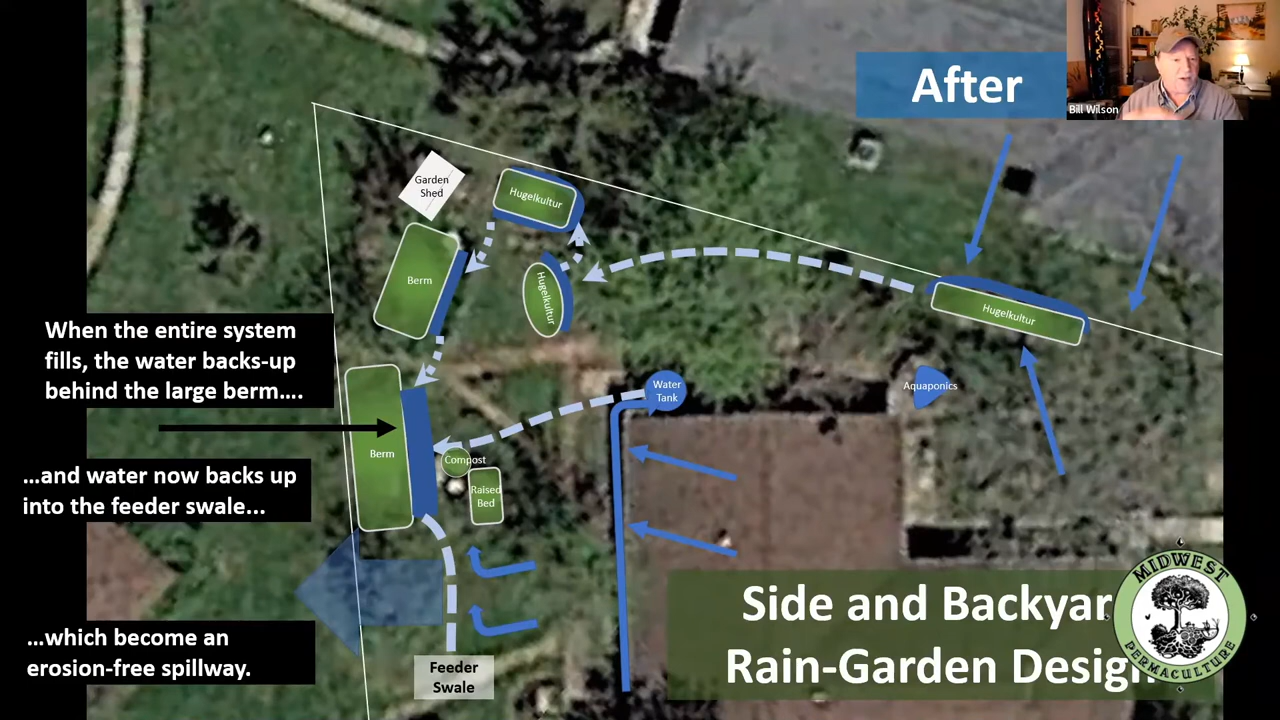 After
Bill Wilson
Garden
Shed
Hugelkultur
Berm
Hugelkultur
Hugelkultur
When the entire system
fills, the water backs-up
behind the large berm….
Water
Tank
Aquaponics
Berm
Compost
Raised
Bed
…and water now backs up
into the feeder swale...
…which become an
erosion-free spillway.
Feeder
Swale
Side and Backyar
Rain-Garden Design
MIDWEST
PERMACULTURE